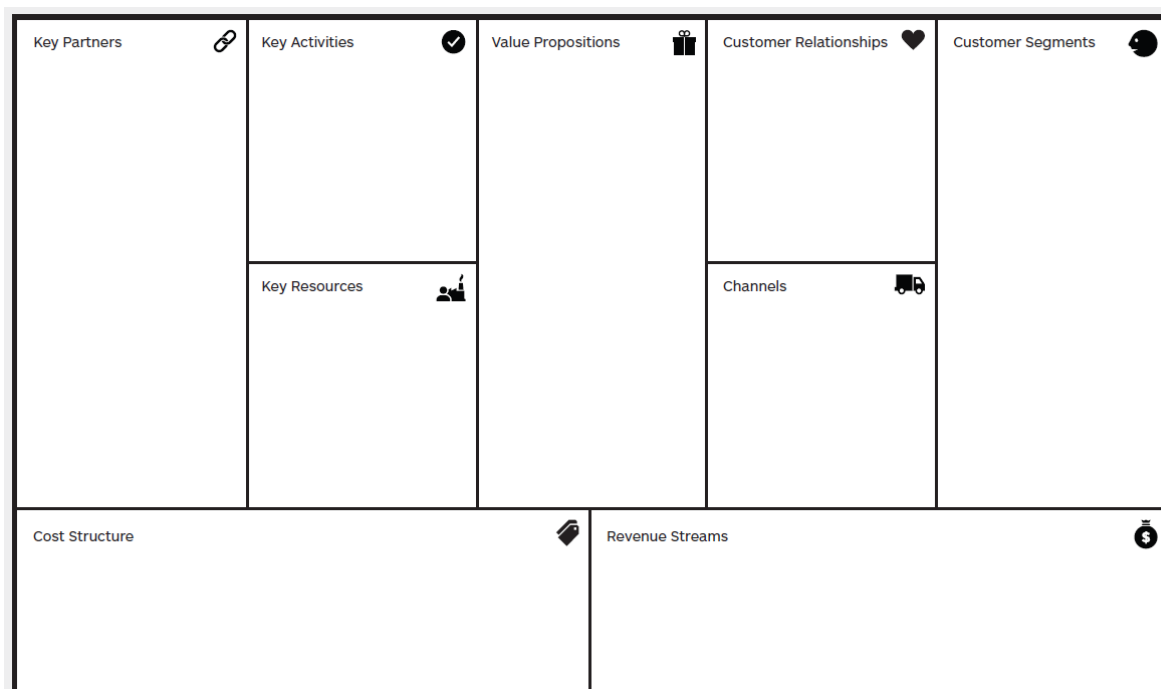 Key Partners
Key Activities
Value Propositions
Customer Relationships
Customer Segments
Key Resources
Channels
Cost Structure
Revenue Streams
$